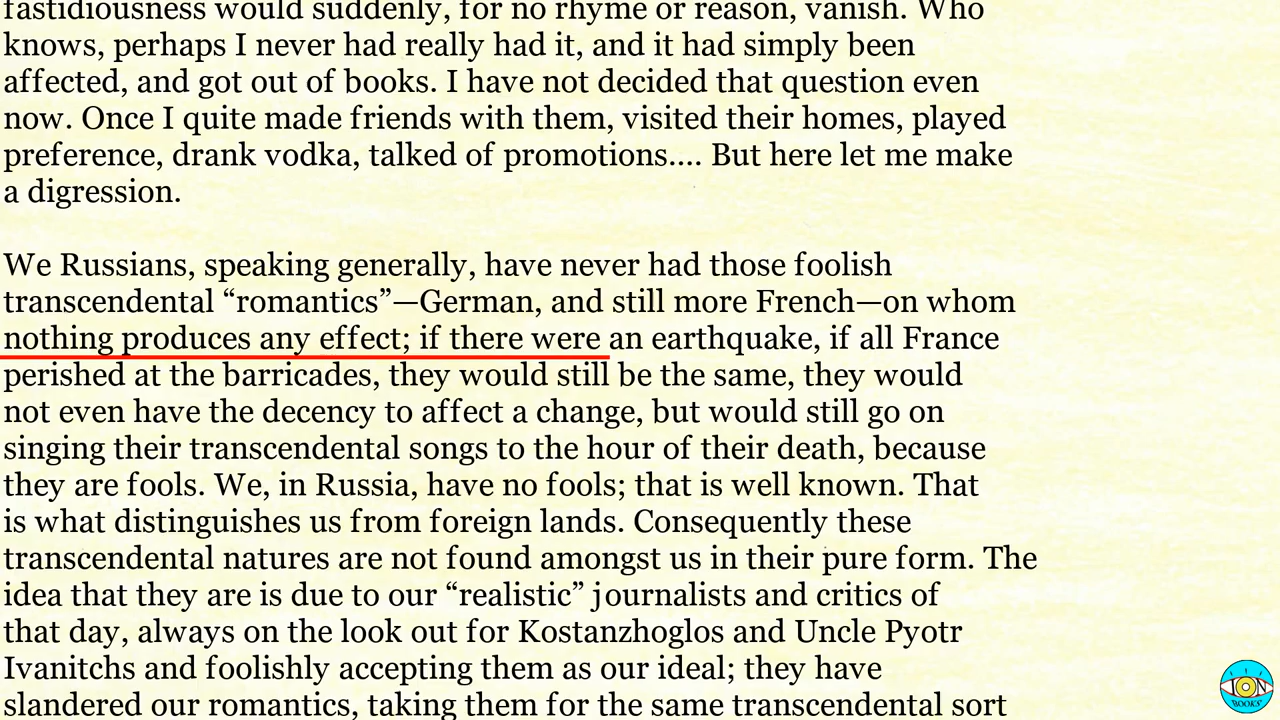 fastidiousness would suddenly, for no rhyme or reason, vanish. Who
knows, perhaps I never had really had it, and it had simply been
affected, and got out of books. I have not decided that question even
now. Once I quite made friends with them, visited their homes, played
preference, drank vodka, talked of promotions.... But here let me make
a digression.
We Russians, speaking generally, have never had those foolish
transcendental “romantics”—German, and still more French—on whom
nothing produces any effect; if there were an earthquake, if all France
perished at the barricades, they would still be the same, they would
not even have the decency to affect a change, but would still go on
singing their transcendental songs to the hour of their death, because
they are fools. We, in Russia, have no fools; that is well known. That
is what distinguishes us from foreign lands. Consequently these
transcendental natures are not found amongst us in their pure form. The
idea that they are is due to our “realistic” journalists and critics of
that day, always on the look out for Kostanzhoglos and Uncle Pyotr
Ivanitchs and foolishly accepting them as our ideal; they have
slandered our romantics, taking them for the same transcendental sort
ION
BOOKS